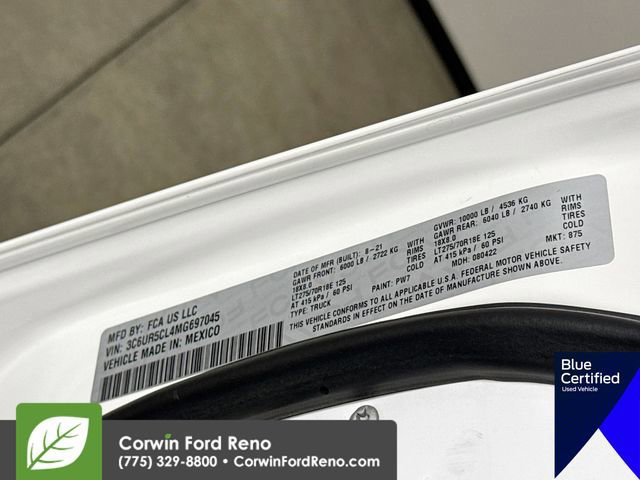 MFD BY: FCA US LLC
DATE OF MFR (BUILT): 8-21
GVWR: 10000 LB / 4536 KG
GAWR FRONT: 6000 LB / 2722 KG WITH
GAWR REAR: 6040 LB / 2740 KG WITH
18X8.0 RIMS
18X8.0 RIMS
LT275/70R18E 125 TIRES
LT275/70R18E 125 TIRES
AT 415 kPa / 60 PSI COLD
AT 415 kPa / 60 PSI COLD
VIN: 3C6UR5CL4MG697045
TYPE: TRUCK
PAINT: PW7
MDH: 080422
MKT: 875
VEHICLE MADE IN: MEXICO
THIS VEHICLE CONFORMS TO ALL APPLICABLE U.S.A. FEDERAL MOTOR VEHICLE SAFETY
STANDARDS IN EFFECT ON THE DATE OF MANUFACTURE SHOWN ABOVE
Blue
Certified
Used Vehicle
Corwin Ford Reno
(775) 329-8800 • CorwinFordReno.com